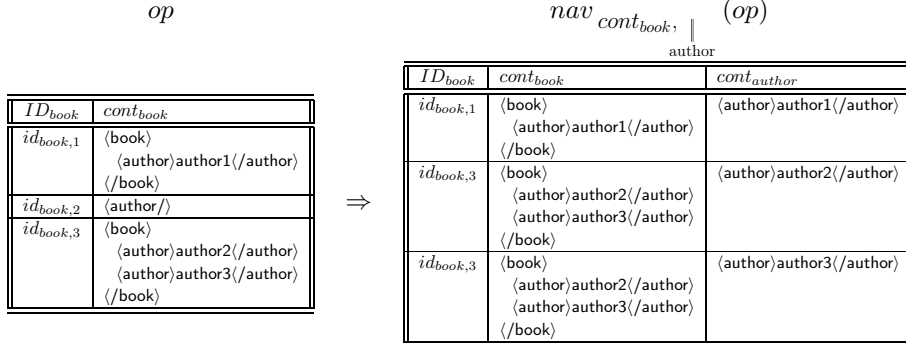 op
nav cont_book, ‖ author (op)
ID_book cont_book
id_book,1 ⟨book⟩
⟨author⟩author1⟨/author⟩
⟨/book⟩
id_book,2 ⟨author/⟩
id_book,3 ⟨book⟩
⟨author⟩author2⟨/author⟩
⟨author⟩author3⟨/author⟩
⟨/book⟩
⇒
ID_book cont_book cont_author
id_book,1 ⟨book⟩ ⟨author⟩author1⟨/author⟩
⟨author⟩author1⟨/author⟩
⟨/book⟩
id_book,3 ⟨book⟩ ⟨author⟩author2⟨/author⟩
⟨author⟩author2⟨/author⟩
⟨author⟩author3⟨/author⟩
⟨/book⟩
id_book,3 ⟨book⟩ ⟨author⟩author3⟨/author⟩
⟨author⟩author2⟨/author⟩
⟨author⟩author3⟨/author⟩
⟨/book⟩